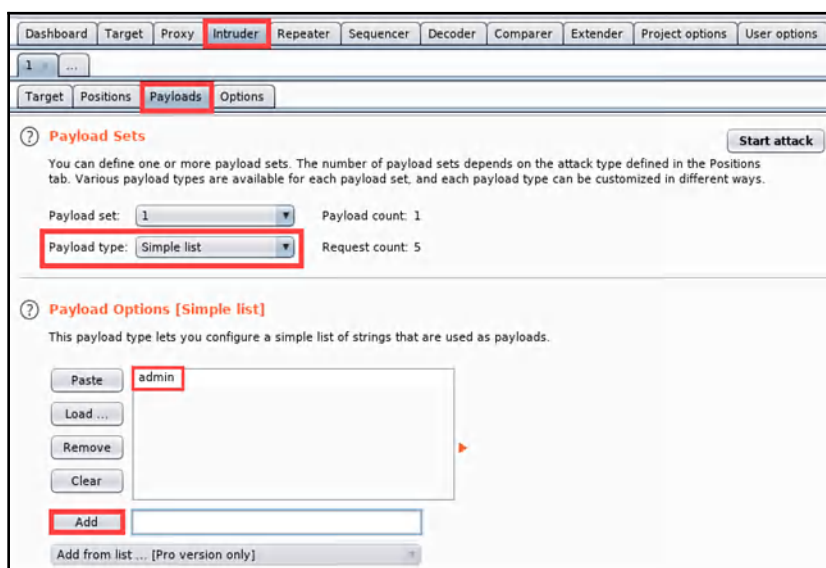 Dashboard Target Proxy Intruder Repeater Sequencer Decoder Comparer Extender Project options User options
1 × ...
Target Positions Payloads Options
? Payload Sets
Start attack
You can define one or more payload sets. The number of payload sets depends on the attack type defined in the Positions
tab. Various payload types are available for each payload set, and each payload type can be customized in different ways.
Payload set: 1 Payload count: 1
Payload type: Simple list Request count: 5
? Payload Options [Simple list]
This payload type lets you configure a simple list of strings that are used as payloads.
Paste admin
Load ...
Remove
Clear
Add
Add from list ... [Pro version only]